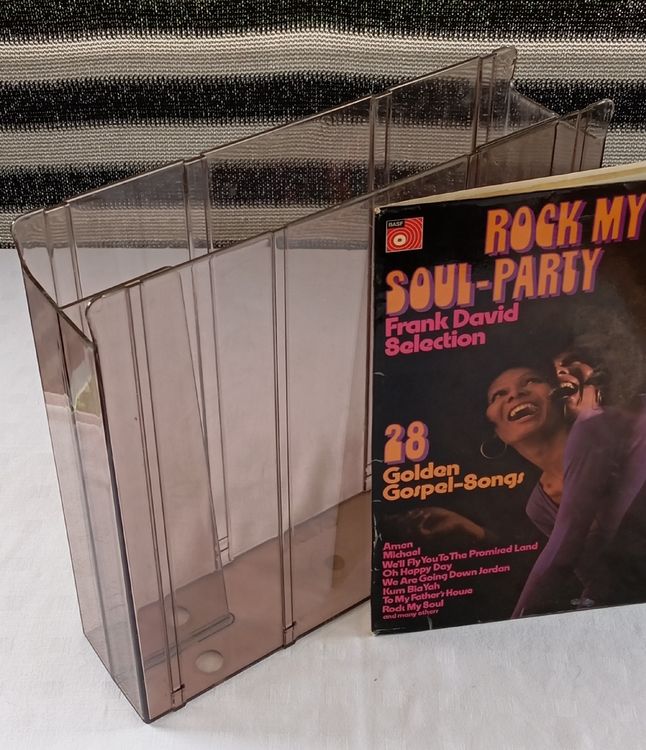 BASF
ROCK MY
SOUL-PARTY
Frank David
Selection
28
Golden
Gospel-Songs
Amen
Michael
We'll Fly You To The Promised Land
Oh Happy Day
We Are Going Down Jordan
Kum Bia Yah
To My Father's House
Rock My Soul
and many others